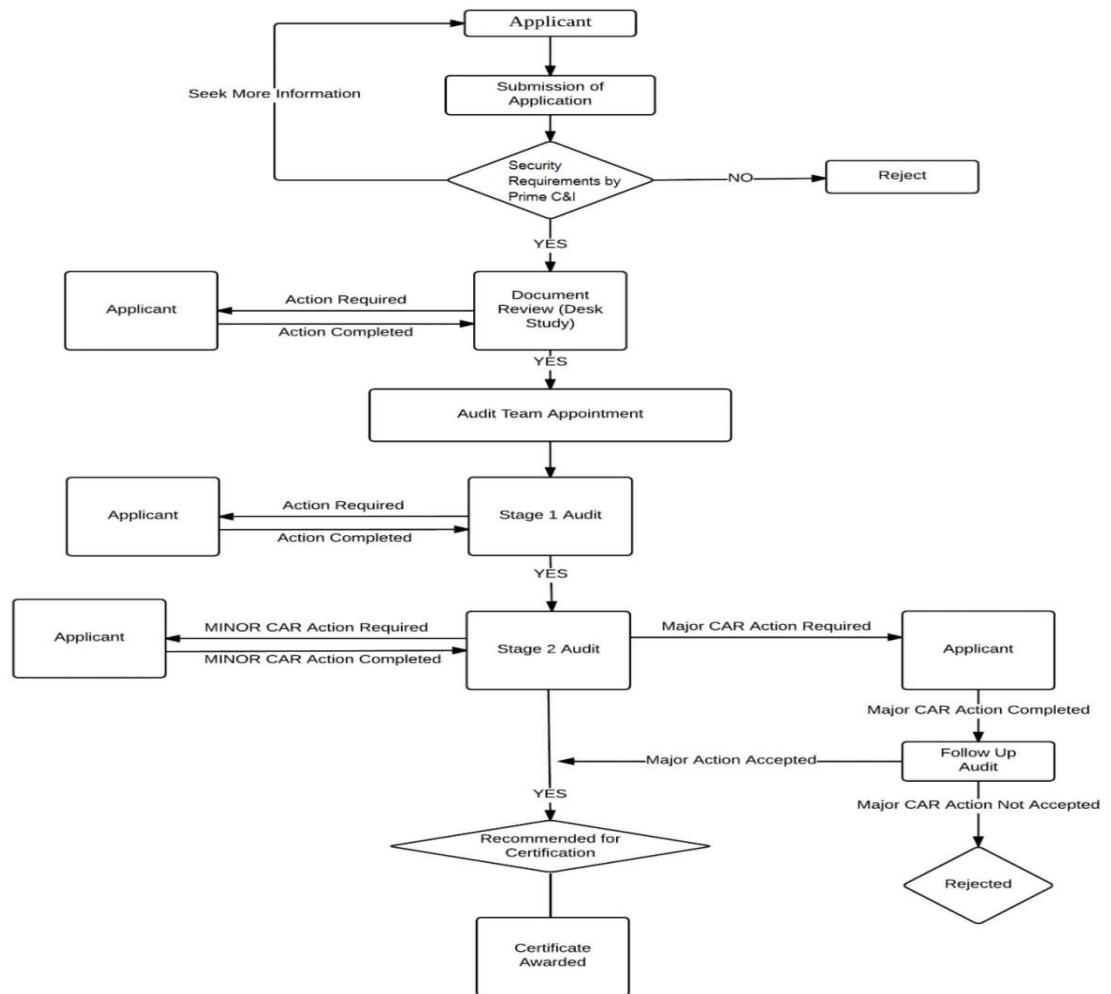 Applicant
Submission of
Application
Seek More Information
Security
Requirements by
Prime C&I
NO
Reject
YES
Applicant
Action Required
Action Completed
Document
Review (Desk
Study)
YES
Audit Team Appointment
Applicant
Action Required
Action Completed
Stage 1 Audit
YES
Applicant
MINOR CAR Action Required
MINOR CAR Action Completed
Stage 2 Audit
Major CAR Action Required
Applicant
Major CAR Action Completed
Follow Up
Audit
Major Action Accepted
Major CAR Action Not Accepted
YES
Recommended for
Certification
Rejected
Certificate
Awarded